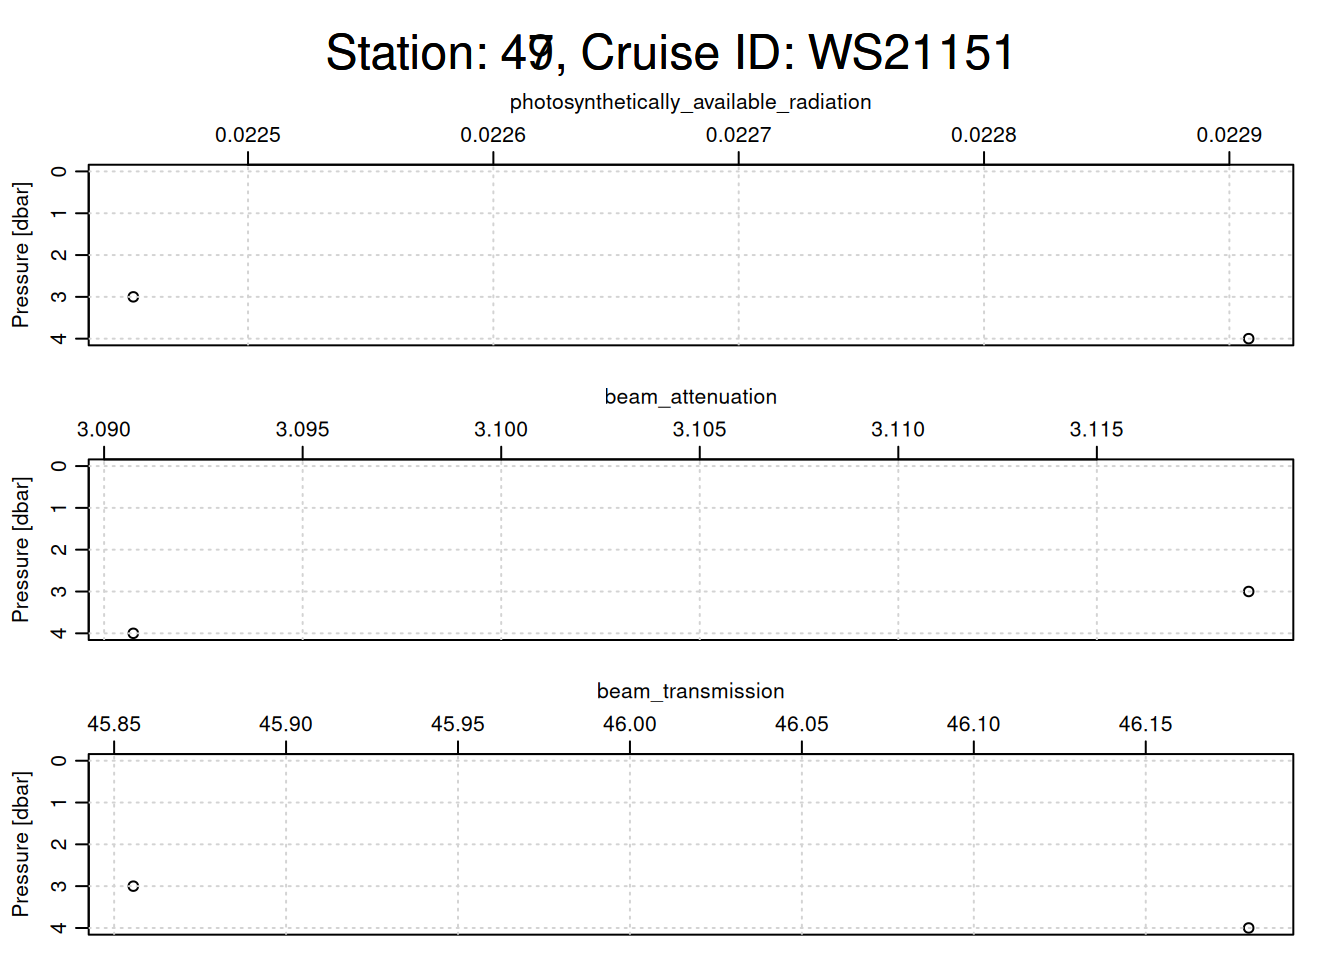 Station: , Cruise ID: WS21151
photosynthetically_available_radiation
0.0225 0.0226 0.0227 0.0228 0.0229
Pressure [dbar]
0
1
2
3
4
beam_attenuation
3.090 3.095 3.100 3.105 3.110 3.115
Pressure [dbar]
0
1
2
3
4
beam_transmission
45.85 45.90 45.95 46.00 46.05 46.10 46.15
Pressure [dbar]
0
1
2
3
4